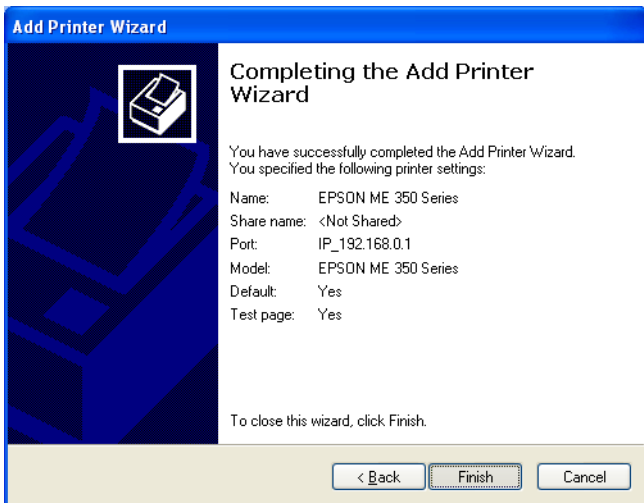 Add Printer Wizard
Completing the Add Printer
Wizard
You have successfully completed the Add Printer Wizard.
You specified the following printer settings:
Name: EPSON ME 350 Series
Share name: <Not Shared>
Port: IP_192.168.0.1
Model: EPSON ME 350 Series
Default: Yes
Test page: Yes
To close this wizard, click Finish.
< Back Finish Cancel